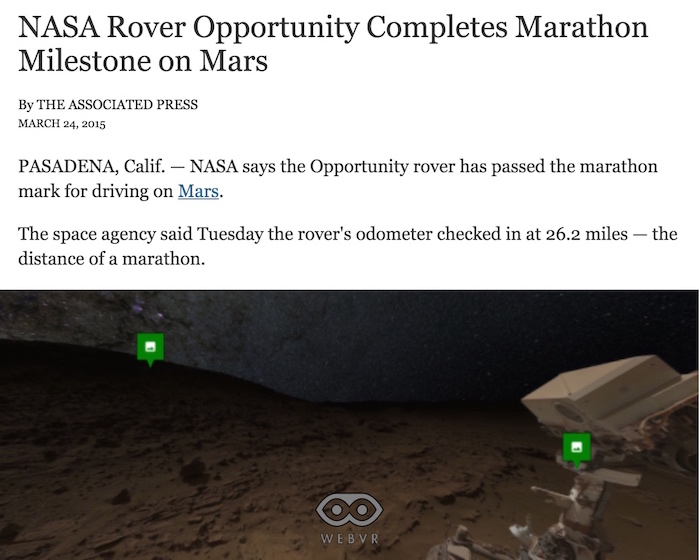 NASA Rover Opportunity Completes Marathon
Milestone on Mars
By THE ASSOCIATED PRESS
MARCH 24, 2015
PASADENA, Calif. — NASA says the Opportunity rover has passed the marathon
mark for driving on Mars.
The space agency said Tuesday the rover's odometer checked in at 26.2 miles — the
distance of a marathon.
WEBVR